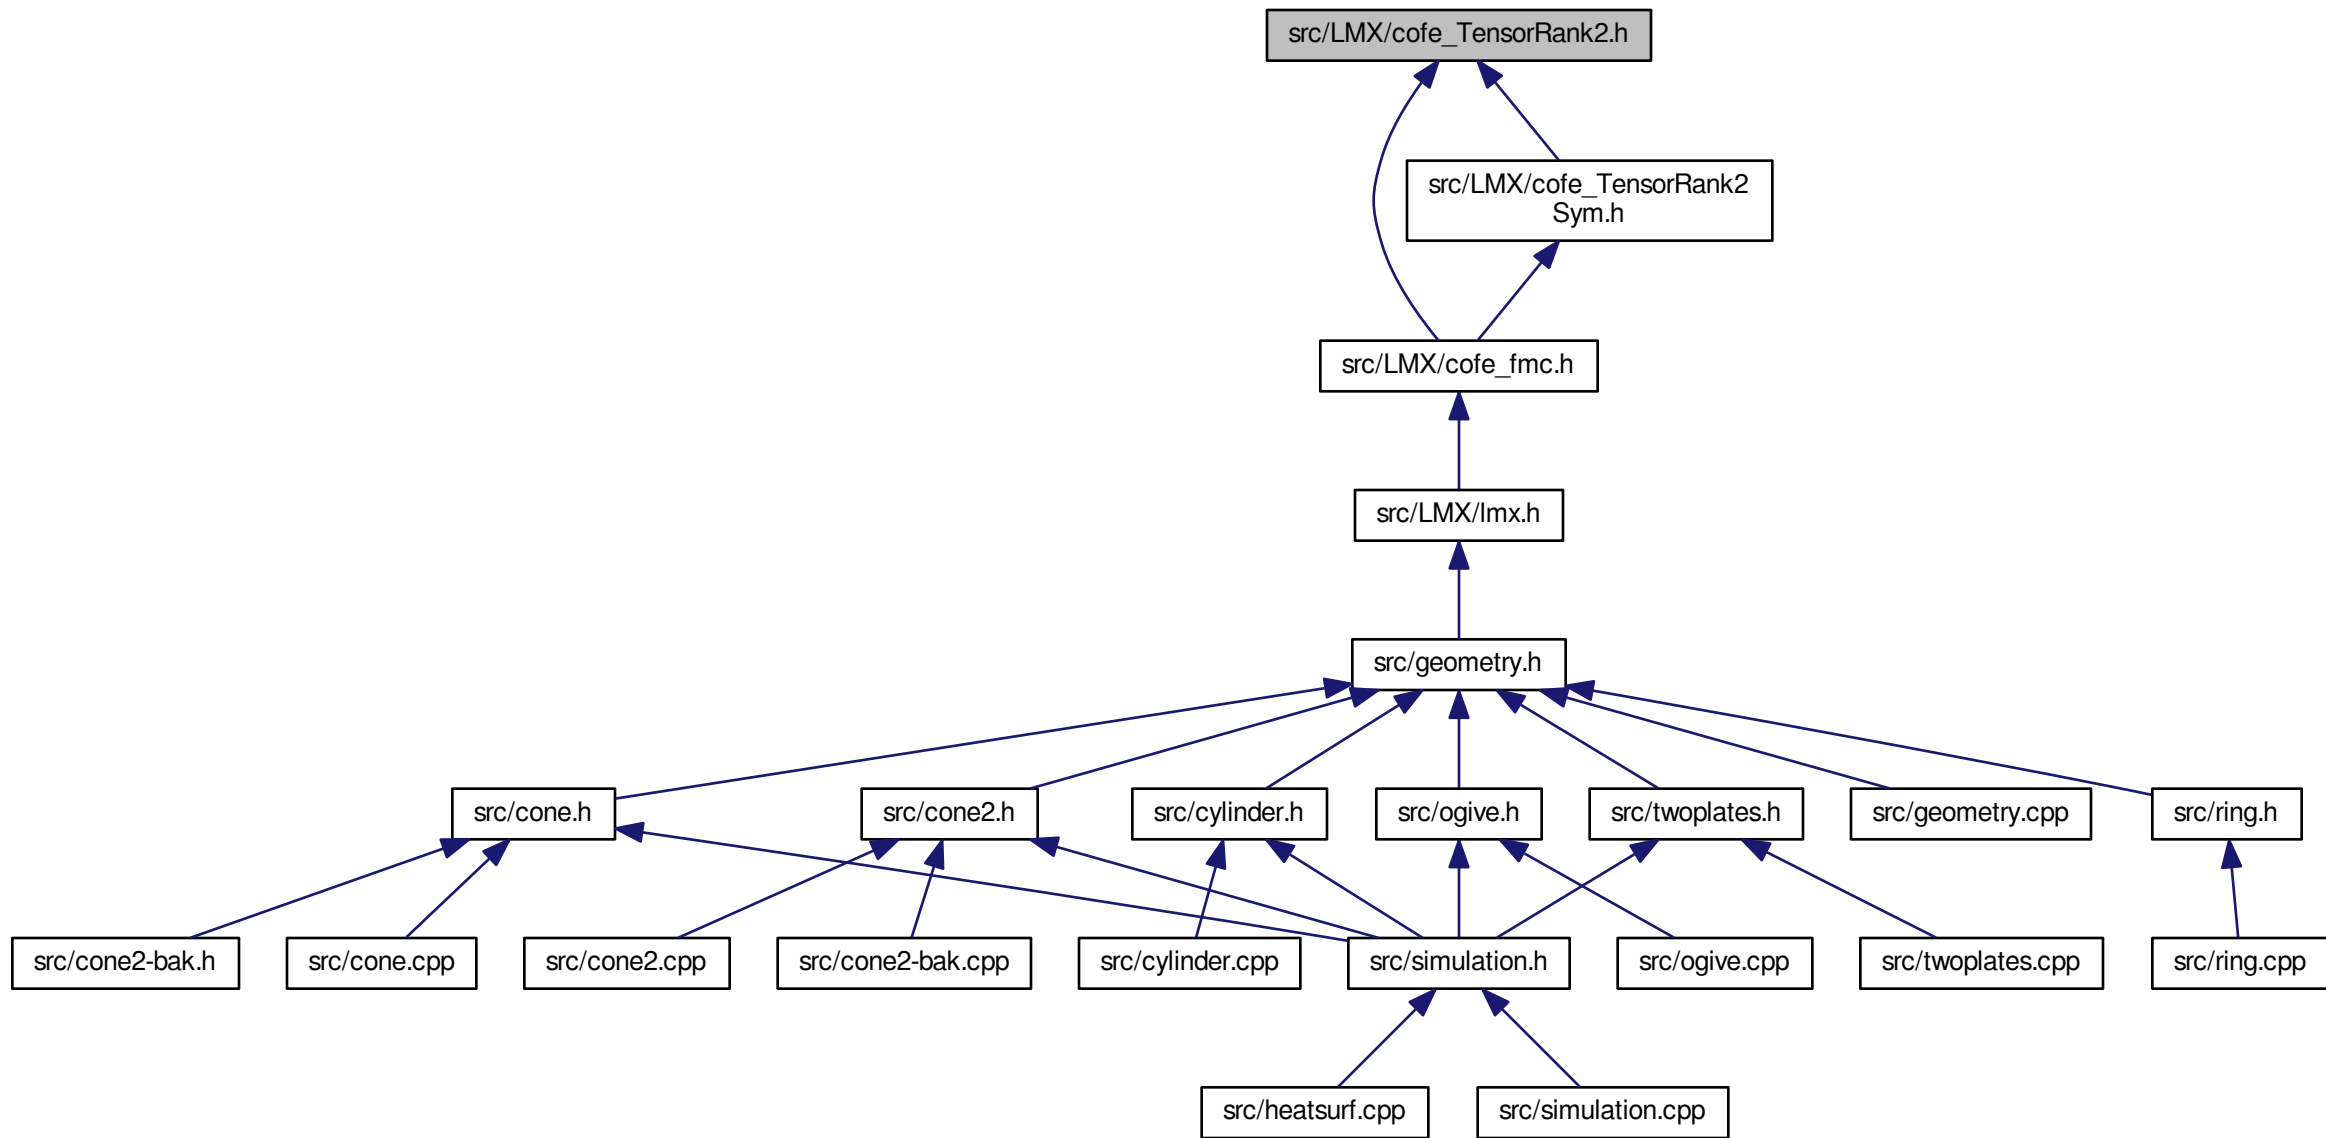 src/LMX/cofe_TensorRank2.h
src/LMX/cofe_TensorRank2
Sym.h
src/LMX/cofe_fmc.h
src/LMX/lmx.h
src/geometry.h
src/cone.h
src/cone2.h
src/cylinder.h
src/ogive.h
src/twoplates.h
src/geometry.cpp
src/ring.h
src/cone2-bak.h
src/cone.cpp
src/cone2.cpp
src/cone2-bak.cpp
src/cylinder.cpp
src/simulation.h
src/ogive.cpp
src/twoplates.cpp
src/ring.cpp
src/heatsurf.cpp
src/simulation.cpp